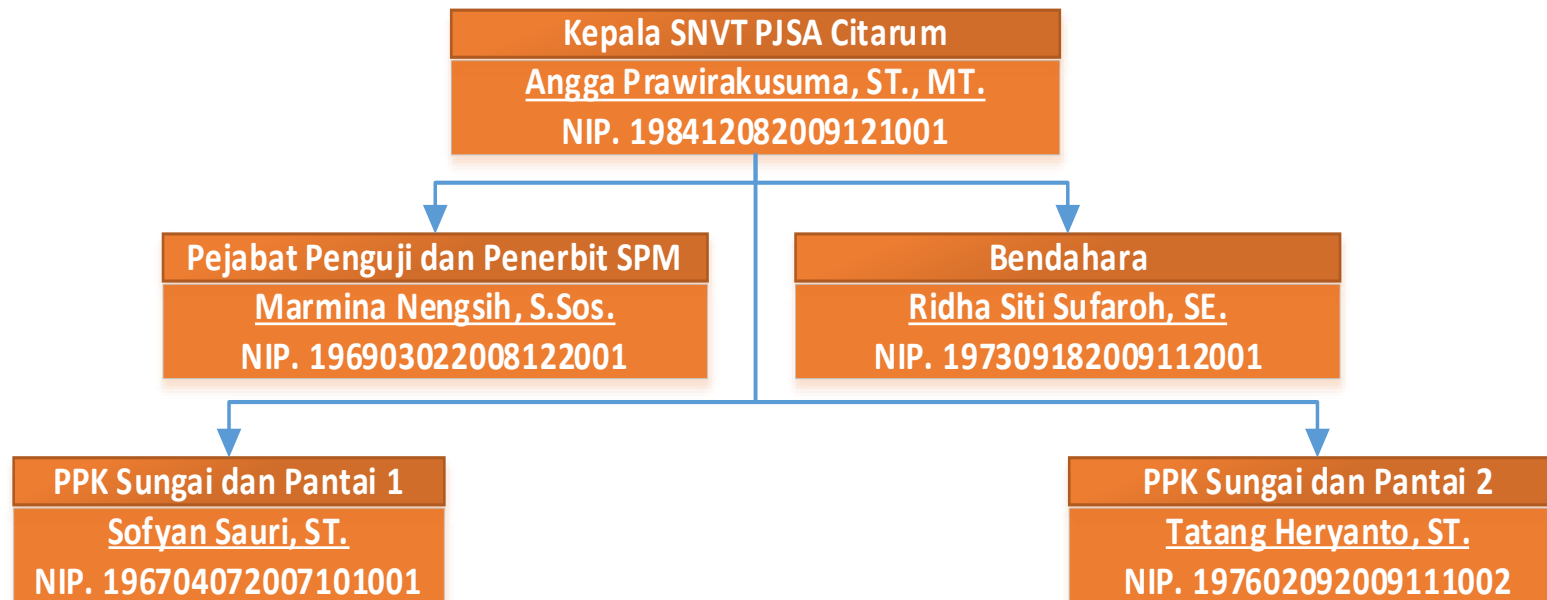 Kepala SNVT PJSA Citarum
Angga Prawirakusuma, ST., MT.
NIP. 198412082009121001
Pejabat Penguji dan Penerbit SPM
Marmina Nengsih, S.Sos.
NIP. 196903022008122001
Bendahara
Ridha Siti Sufaroh, SE.
NIP. 197309182009112001
PPK Sungai dan Pantai 1
Sofyan Sauri, ST.
NIP. 196704072007101001
PPK Sungai dan Pantai 2
Tatang Heryanto, ST.
NIP. 197602092009111002